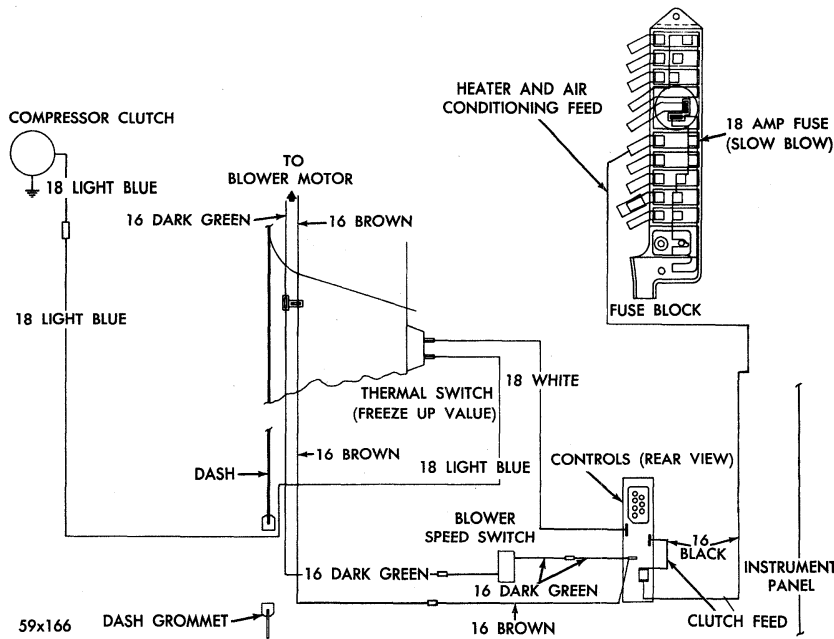 HEATER AND AIR
CONDITIONING FEED
COMPRESSOR CLUTCH
18 AMP FUSE
(SLOW BLOW)
TO
BLOWER MOTOR
18 LIGHT BLUE
16 DARK GREEN
16 BROWN
FUSE BLOCK
18 LIGHT BLUE
18 WHITE
THERMAL SWITCH
(FREEZE UP VALUE)
16 BROWN
CONTROLS (REAR VIEW)
18 LIGHT BLUE
DASH
BLOWER
SPEED SWITCH
16
BLACK
INSTRUMENT
PANEL
16 DARK GREEN
16 DARK GREEN
59x166
DASH GROMMET
16 BROWN
CLUTCH FEED